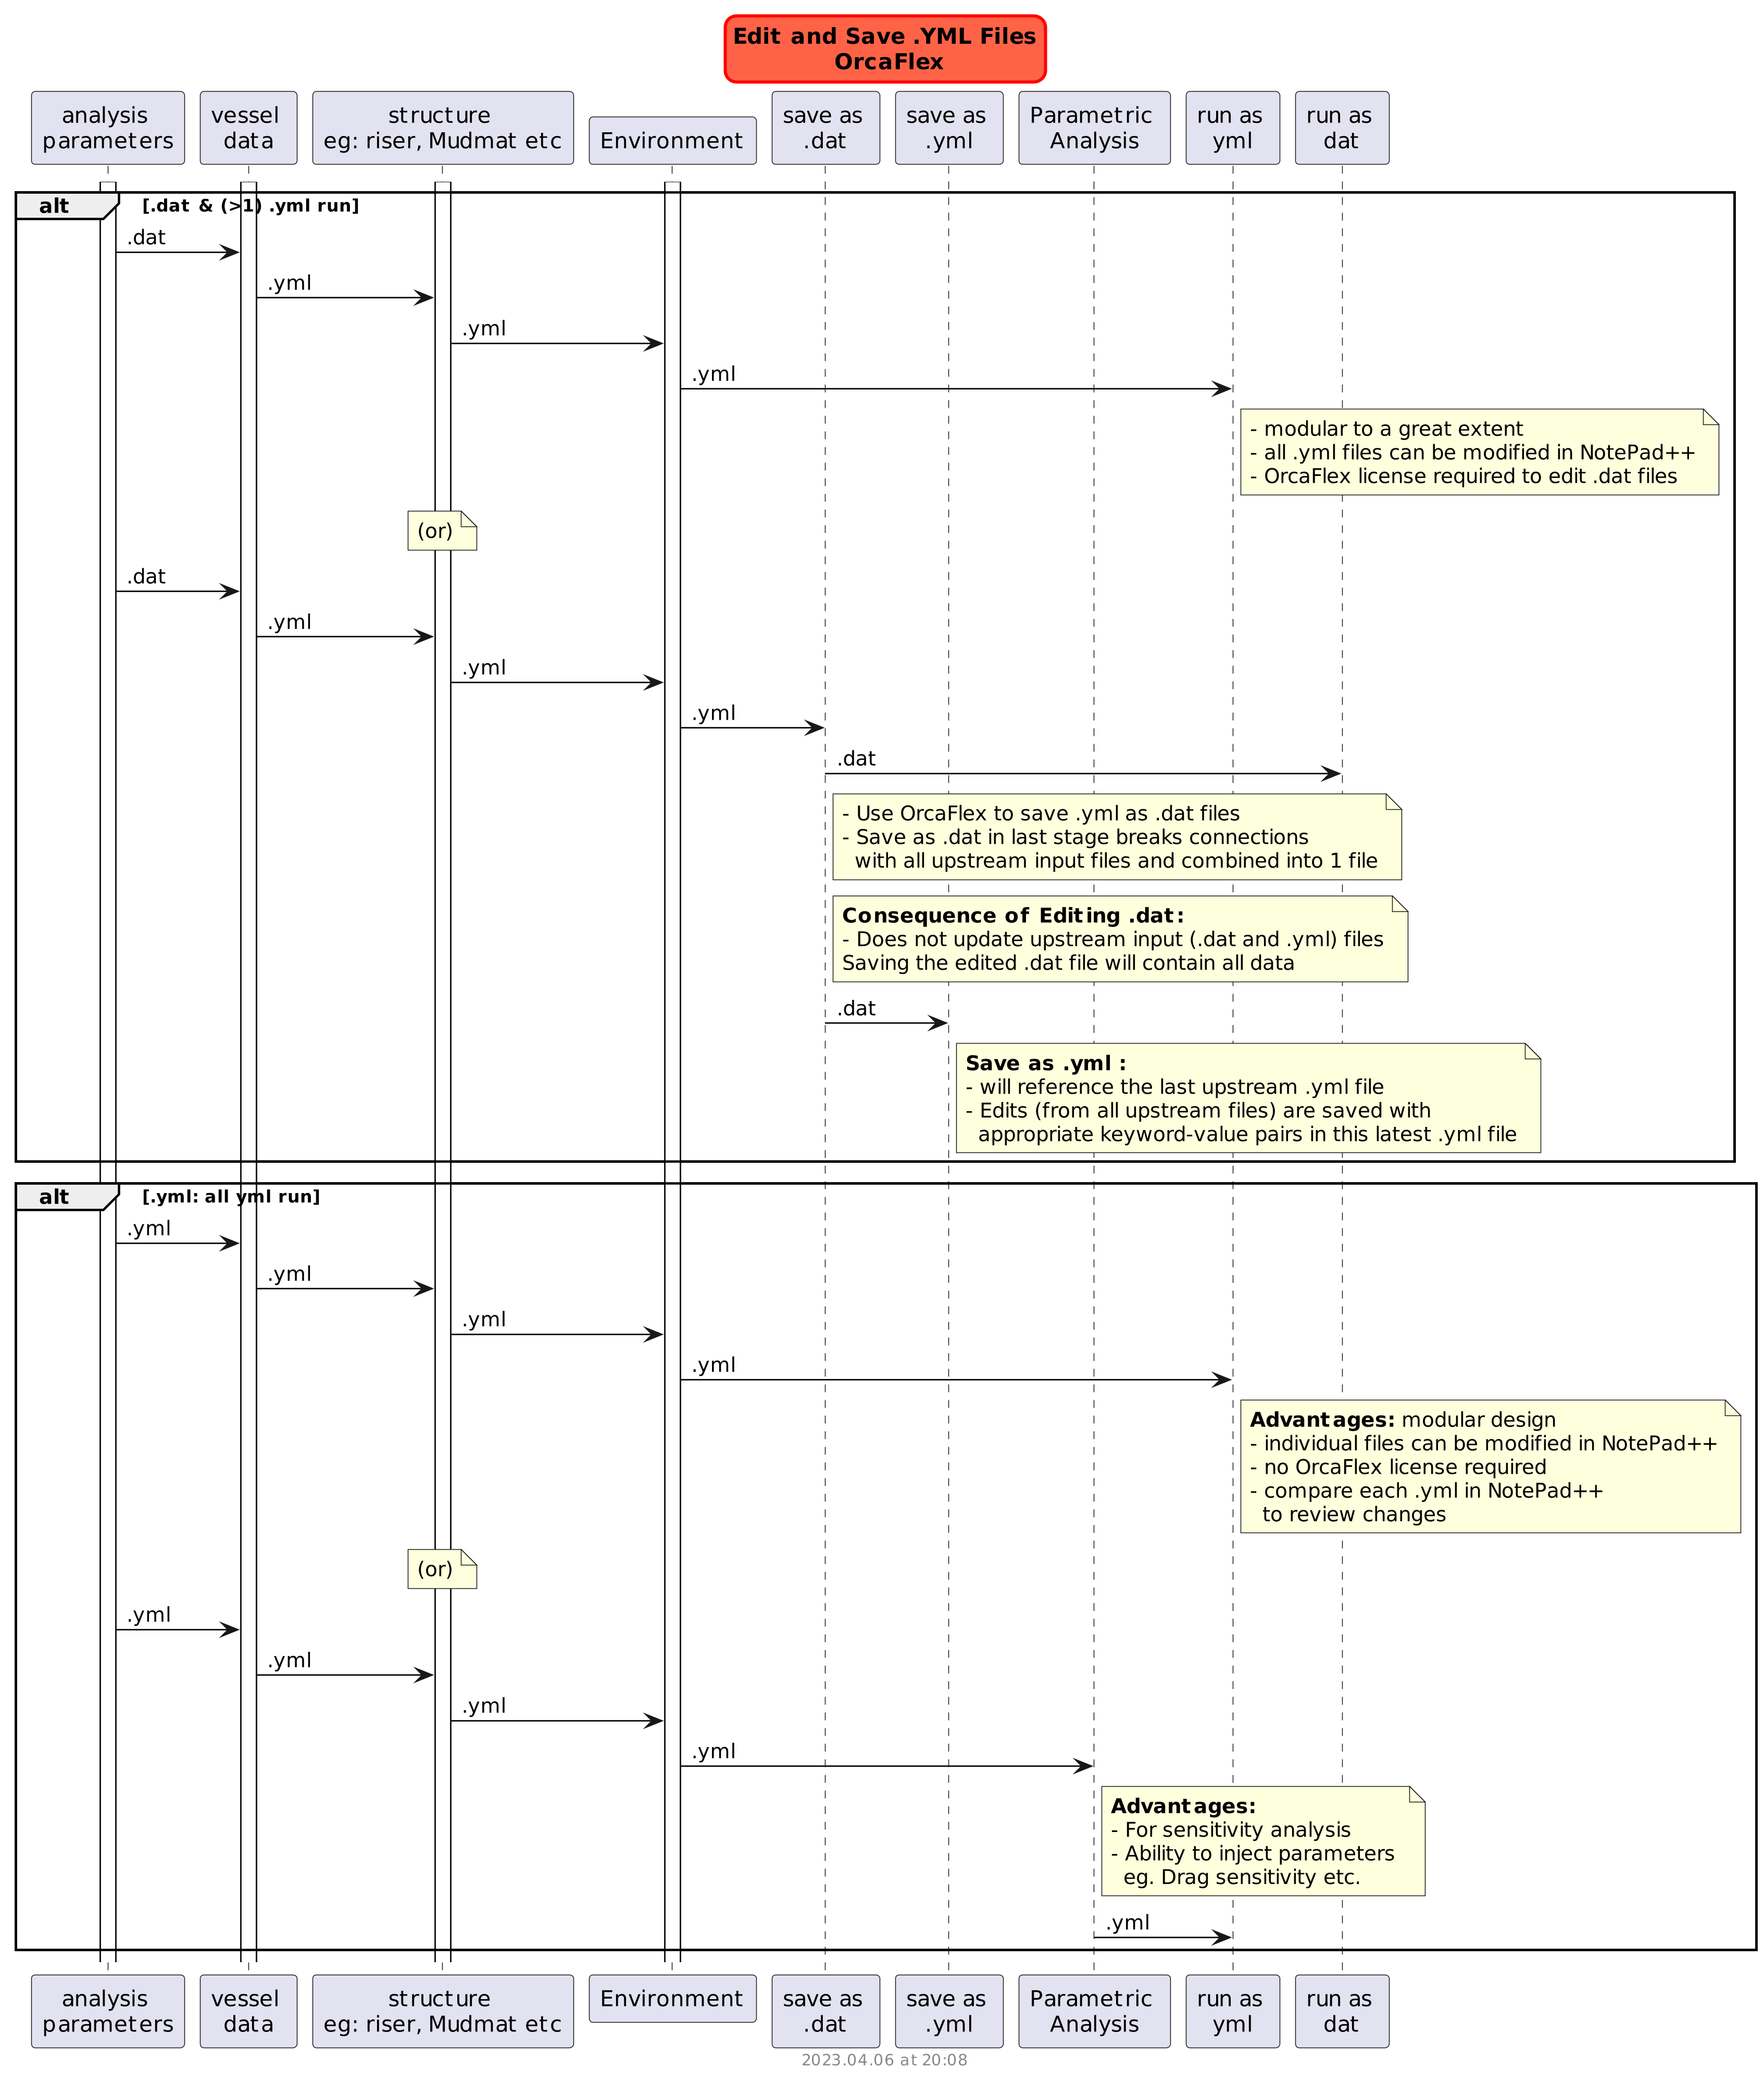 Edit and Save .YML Files
OrcaFlex
analysis
parameters
vessel
data
structure
eg: riser, Mudmat etc
Environment
save as
.dat
save as
.yml
Parametric
Analysis
run as
yml
run as
dat
alt
[.dat & (>1) .yml run]
.dat
.yml
.yml
.yml
- modular to a great extent
- all .yml files can be modified in NotePad++
- OrcaFlex license required to edit .dat files
(or)
.dat
.yml
.yml
.yml
.dat
- Use OrcaFlex to save .yml as .dat files
- Save as .dat in last stage breaks connections
with all upstream input files and combined into 1 file
Consequence of Editing .dat:
- Does not update upstream input (.dat and .yml) files
Saving the edited .dat file will contain all data
.dat
Save as .yml :
- will reference the last upstream .yml file
- Edits (from all upstream files) are saved with
appropriate keyword-value pairs in this latest .yml file
alt
[.yml: all yml run]
.yml
.yml
.yml
.yml
Advantages: modular design
- individual files can be modified in NotePad++
- no OrcaFlex license required
- compare each .yml in NotePad++
to review changes
(or)
.yml
.yml
.yml
.yml
Advantages:
- For sensitivity analysis
- Ability to inject parameters
eg. Drag sensitivity etc.
.yml
analysis
parameters
vessel
data
structure
eg: riser, Mudmat etc
Environment
save as
.dat
save as
.yml
Parametric
Analysis
run as
yml
run as
dat
2023.04.06 at 20:08